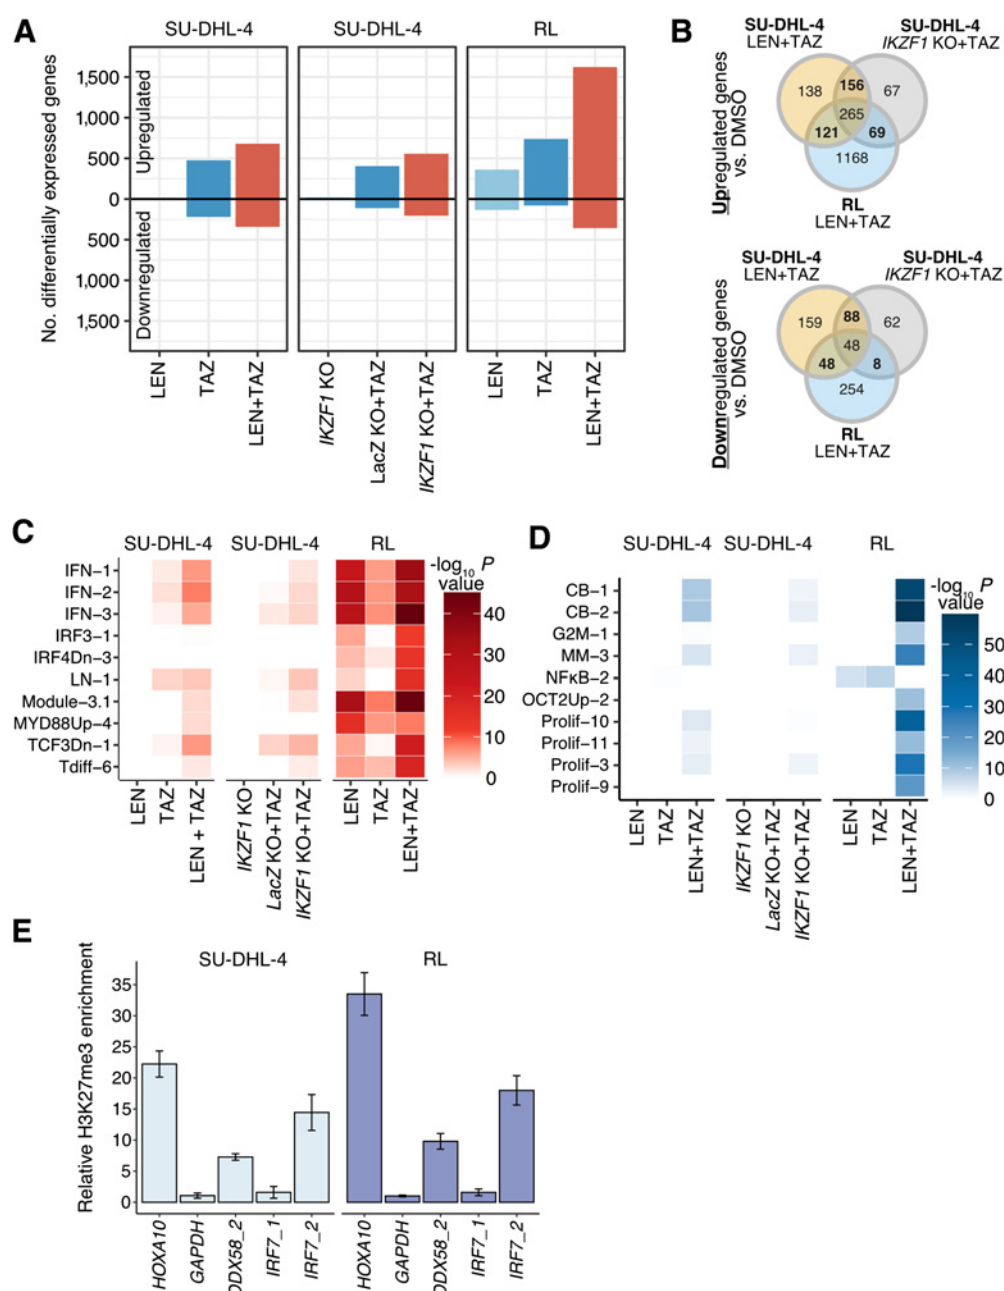 A
SU-DHL-4
SU-DHL-4
RL
No. differentially expressed genes
Upregulated
Downregulated
1,500
1,000
500
0
500
1,000
1,500
LEN
TAZ
LEN+TAZ
IKZF1 KO
LacZ KO+TAZ
IKZF1 KO+TAZ
LEN
TAZ
LEN+TAZ
B
SU-DHL-4
LEN+TAZ
SU-DHL-4
IKZF1 KO+TAZ
Upregulated genes
vs. DMSO
138
156
67
265
121
69
1168
RL
LEN+TAZ
SU-DHL-4
LEN+TAZ
SU-DHL-4
IKZF1 KO+TAZ
Downregulated genes
vs. DMSO
159
88
62
48
48
8
254
RL
LEN+TAZ
C
SU-DHL-4
SU-DHL-4
RL
IFN-1
IFN-2
IFN-3
IRF3-1
IRF4Dn-3
LN-1
Module-3.1
MYD88Up-4
TCF3Dn-1
Tdiff-6
LEN
TAZ
LEN + TAZ
IKZF1 KO
LacZ KO+TAZ
IKZF1 KO+TAZ
LEN
TAZ
LEN+TAZ
-log10 P
value
40
30
20
10
0
D
SU-DHL-4
SU-DHL-4
RL
CB-1
CB-2
G2M-1
MM-3
NFκB-2
OCT2Up-2
Prolif-10
Prolif-11
Prolif-3
Prolif-9
LEN
TAZ
LEN+TAZ
IKZF1 KO
LacZ KO+TAZ
IKZF1 KO+TAZ
LEN
TAZ
LEN+TAZ
-log10 P
value
50
40
30
20
10
0
E
SU-DHL-4
RL
Relative H3K27me3 enrichment
35
30
25
20
15
10
5
0
HOXA10
GAPDH
DDX58_2
IRF7_1
IRF7_2
HOXA10
GAPDH
DDX58_2
IRF7_1
IRF7_2